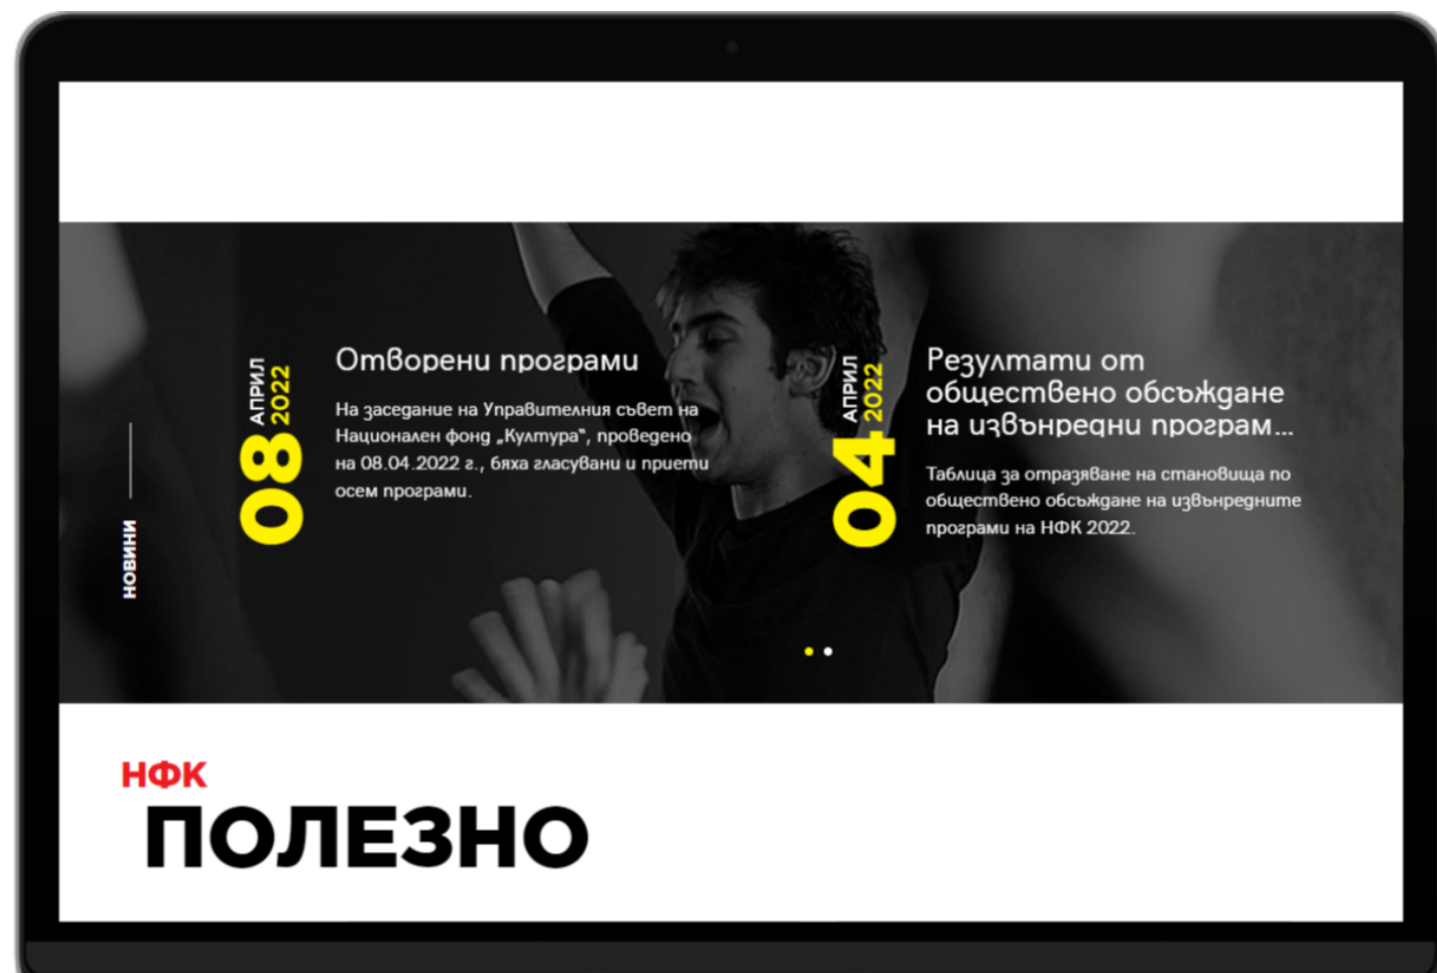 НОВИНИ
08
АПРИЛ
2022
Отворени програми
На заседание на Управителния съвет на
Национален фонд „Култура“, проведено
на 08.04.2022 г., бяха гласувани и приети
осем програми.
04
АПРИЛ
2022
Резултати от
обществено обсъждане
на извънредни програм...
Таблица за отразяване на становища по
обществено обсъждане на извънредните
програми на НФК 2022.
НФК
ПОЛЕЗНО